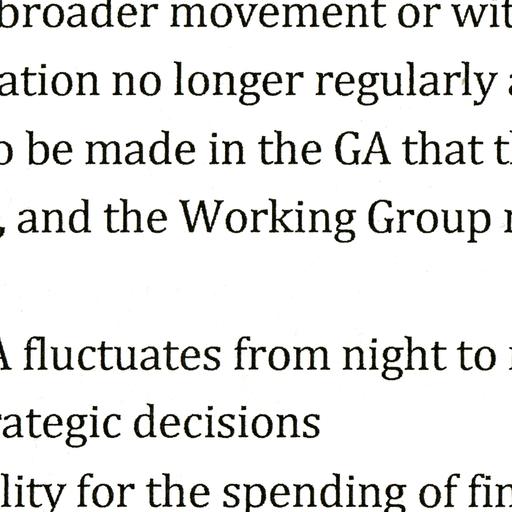 broader movement or wit
ation no longer regularly a
o be made in the GA that t
, and the Working Group
A fluctuates from night to
rategic decisions
lity for the spending of fin